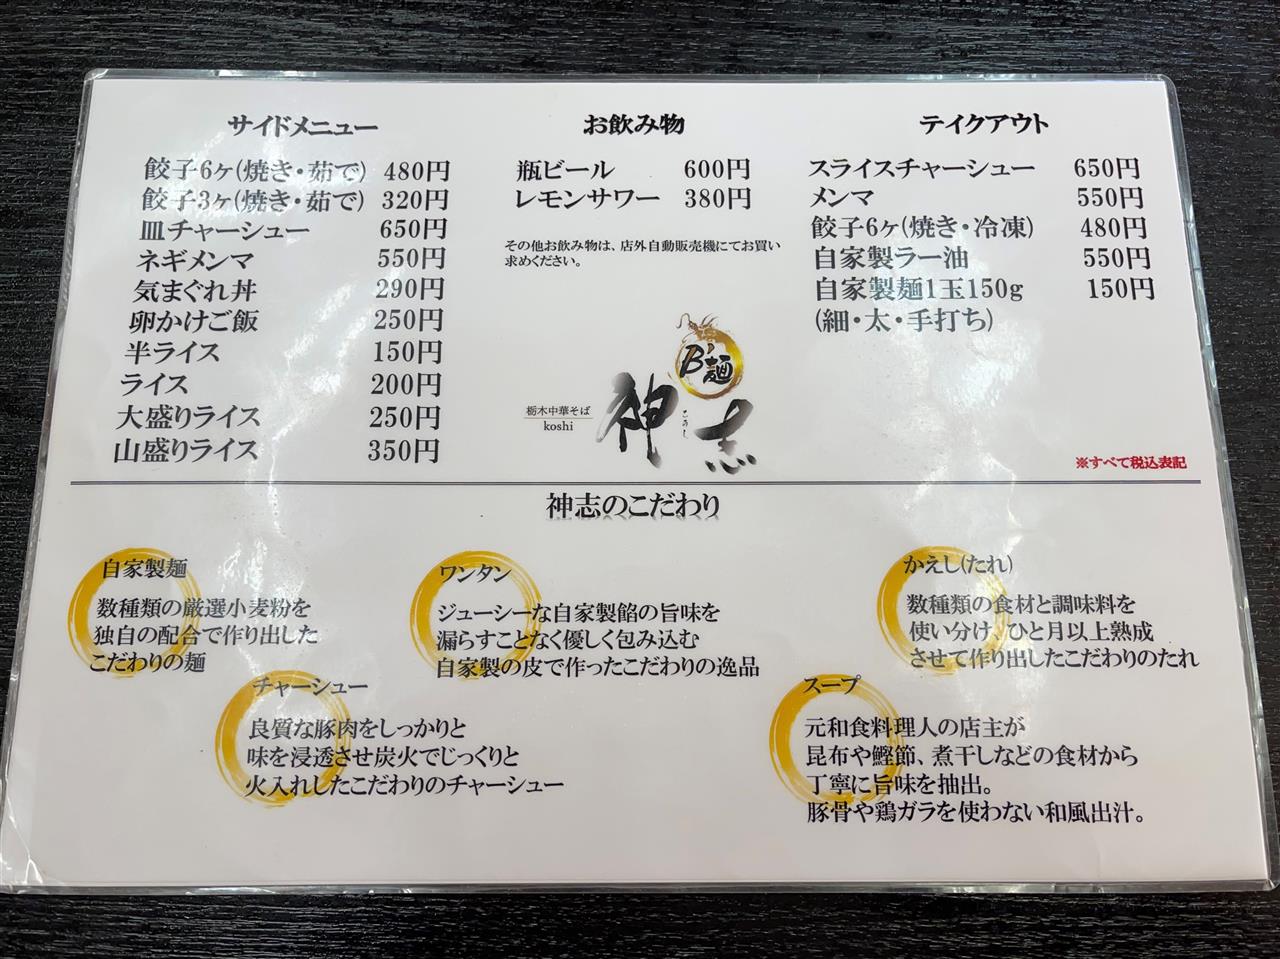 サイドメニュー
餃子6ヶ(焼き・茹で) 480円
餃子3ヶ(焼き・茹で) 320円
皿チャーシュー 650円
ネギメンマ 550円
気まぐれ丼 290円
卵かけご飯 250円
半ライス 150円
ライス 200円
大盛りライス 250円
山盛りライス 350円
お飲み物
瓶ビール 600円
レモンサワー 380円
その他お飲み物は、店外自動販売機にてお買い
求めください。
B麺
栃木中華そば
koshi
神志
こうし
テイクアウト
スライスチャーシュー 650円
メンマ 550円
餃子6ヶ(焼き・冷凍) 480円
自家製ラー油 550円
自家製麺1玉150g 150円
(細・太・手打ち)
※すべて税込表記
神志のこだわり
自家製麺
数種類の厳選小麦粉を
独自の配合で作り出した
こだわりの麺
ワンタン
ジューシーな自家製餡の旨味を
漏らすことなく優しく包み込む
自家製の皮で作ったこだわりの逸品
かえし(たれ)
数種類の食材と調味料を
使い分け、ひと月以上熟成
させて作り出したこだわりのたれ
チャーシュー
良質な豚肉をしっかりと
味を浸透させ炭火でじっくりと
火入れしたこだわりのチャーシュー
スープ
元和食料理人の店主が
昆布や鰹節、煮干しなどの食材から
丁寧に旨味を抽出。
豚骨や鶏ガラを使わない和風出汁。